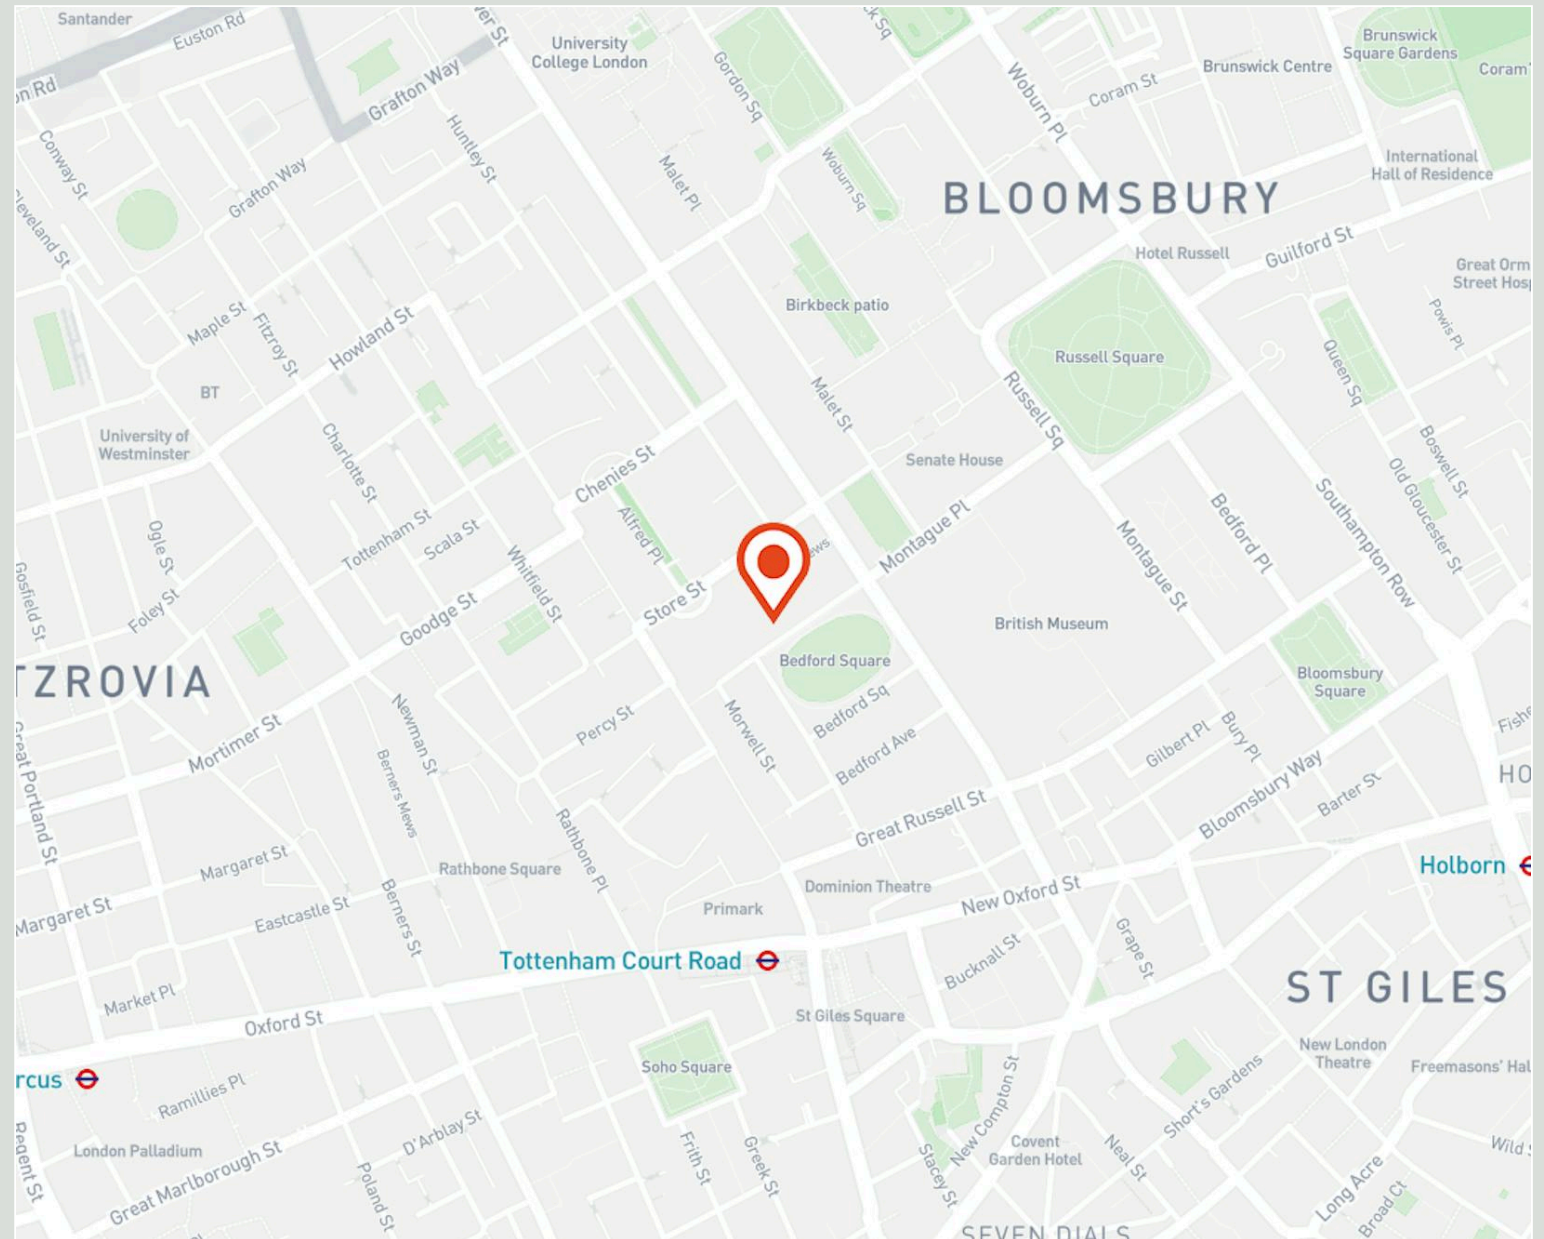 Santander
Euston Rd
on Rd
Grafton Way
wer St
University
College London
Gordon Sq
ck Sq
Woburn Pl
Coram St
Brunswick Centre
Brunswick
Square Gardens
Coram'
Conway St
Huntley St
Grafton Way
Malet Pl
Woburn Sq
International
Hall of Residence
BLOOMSBURY
Cleveland St
Hotel Russell
Guilford St
Great Orm
Street Hosp
Maple St
Fitzroy St
Howland St
Birkbeck patio
Russell Square
Powis Pl
Queen Sq
BT
Malet St
Russell Sq
University of
Westminster
Charlotte St
Chenies St
Senate House
Boswell St
Old Gloucester St
Ogle St
Tottenham St
Scala St
Whitfield St
Alfred Pl
ews
Montague Pl
Montague St
Bedford Pl
Southampton Row
Gosfield St
Foley St
Goodge St
Store St
British Museum
TZROVIA
Bedford Square
Bloomsbury
Square
Mortimer St
Newman St
Percy St
Morwell St
Bedford Sq
Bedford Ave
Gilbert Pl
Bury Pl
Fishe
Great Portland St
Berners Mews
Rathbone Pl
Great Russell St
Bloomsbury Way
Barter St
HO
Margaret St
Rathbone Square
Dominion Theatre
Holborn
Margaret St
Eastcastle St
Berners St
Primark
New Oxford St
Tottenham Court Road
Bucknall St
Grape St
ST GILES
Market Pl
Oxford St
St Giles Square
rcus
Ramillies Pl
Soho Square
New London
Theatre
Freemasons' Hal
Regent St
London Palladium
Great Marlborough St
D'Arblay St
Poland St
Frith St
Greek St
Stacey St
New Compton St
Covent
Garden Hotel
Neal St
Short's Gardens
Long Acre
Broad Ct
Wild
SEVEN DIALS